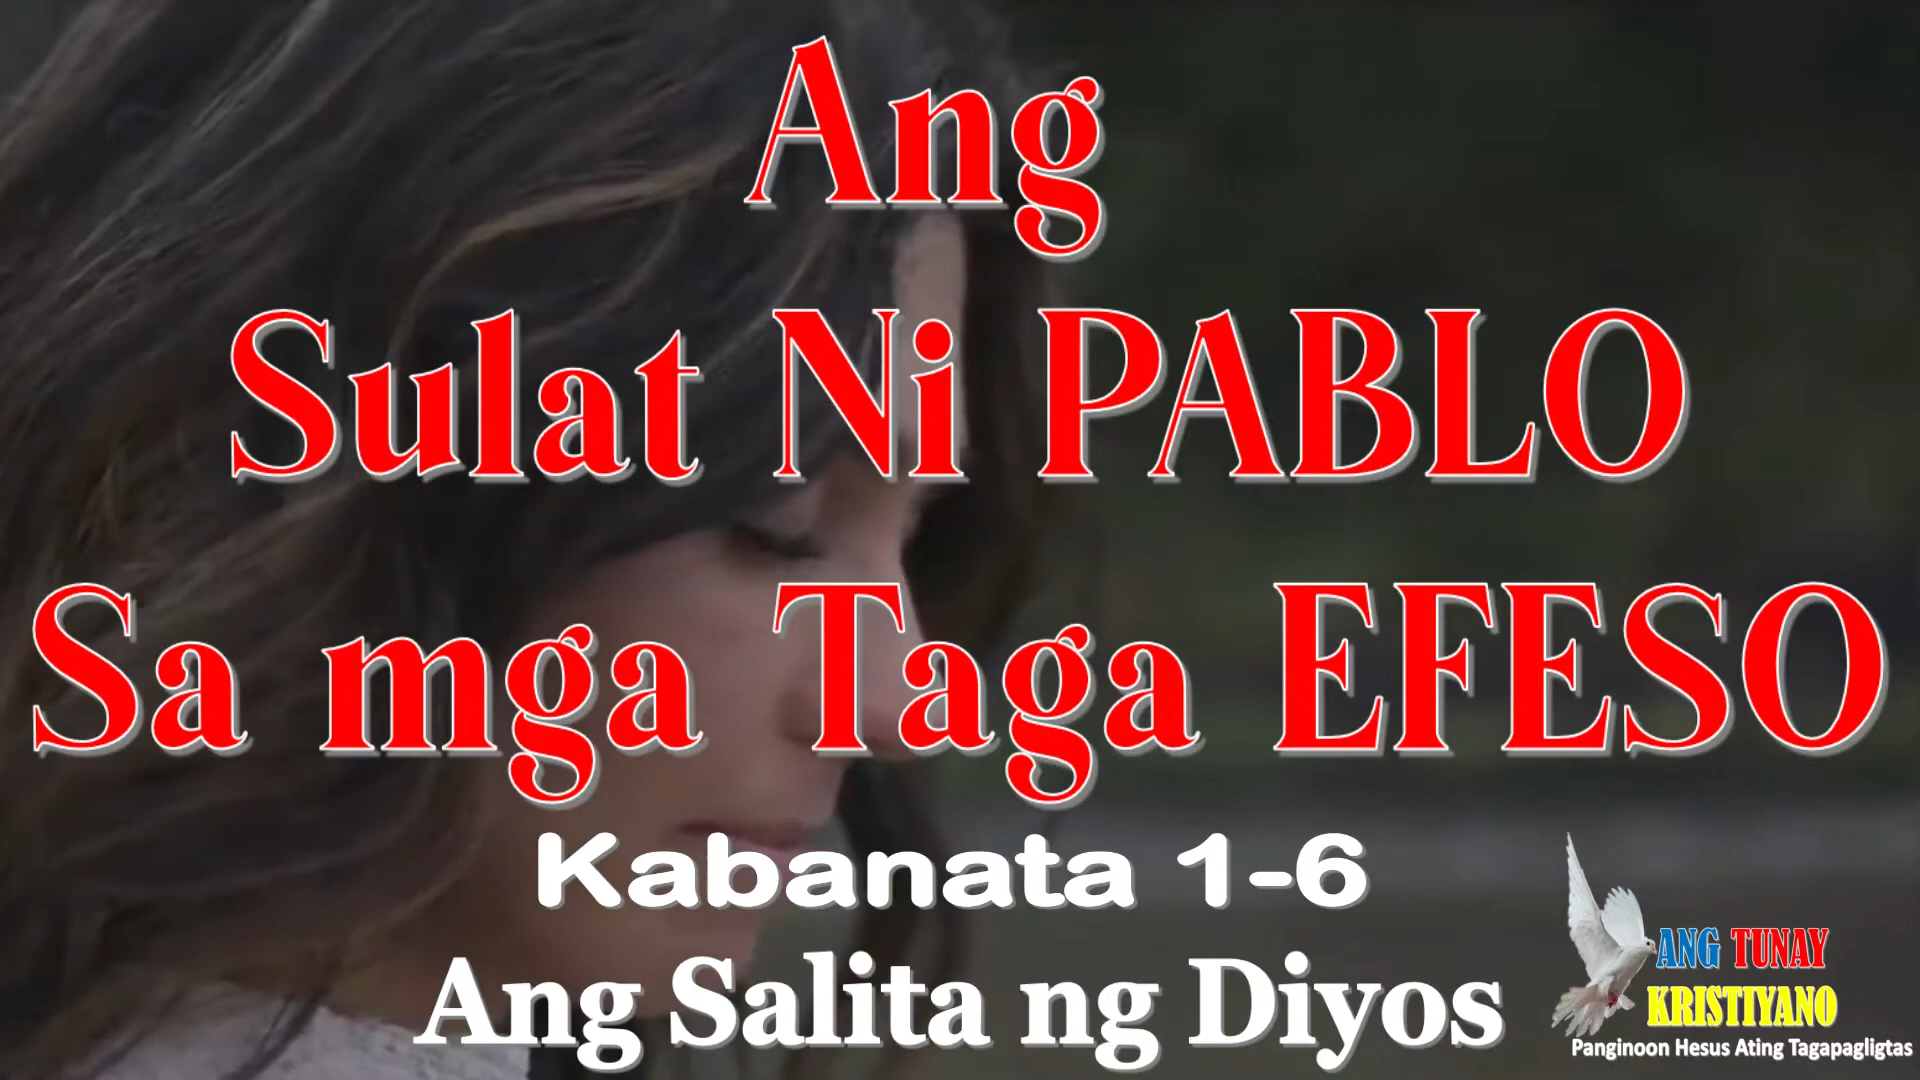 Ang
Sulat Ni PABLO
Sa mga Taga EFESO
Kabanata 1-6
Ang Salita ng Diyos
ANG TUNAY
KRISTIYANO
Panginoon Hesus Ating Tagapagligtas